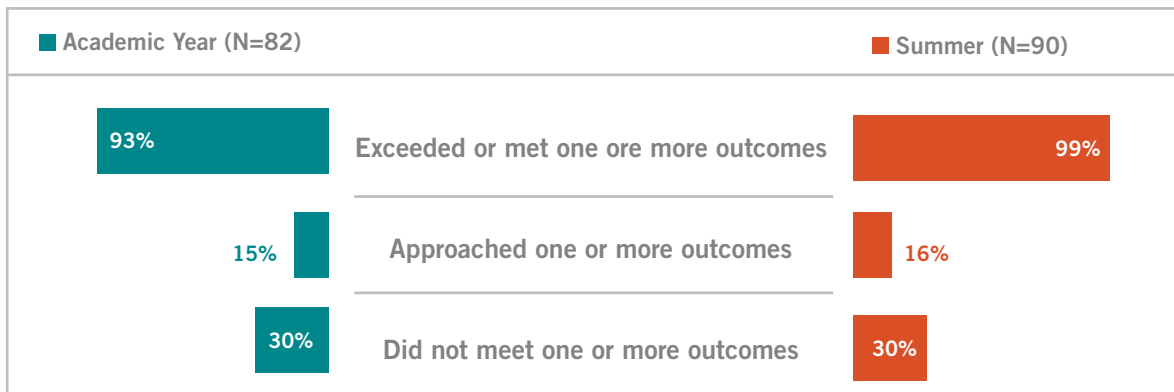 Academic Year (N=82)
Summer (N=90)
93%
Exceeded or met one ore more outcomes
99%
15%
Approached one or more outcomes
16%
30%
Did not meet one or more outcomes
30%